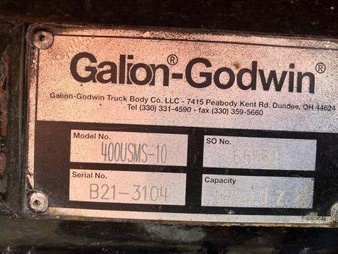 Galion®-Godwin®
Galion-Godwin Truck Body Co. LLC - 7415 Peabody Kent Rd. Dundee, OH 44624
Tel (330) 331-4590 - fax (330) 359-5660
Model No. SO No.
400USMS-10
Serial No. Capacity
B21-3104